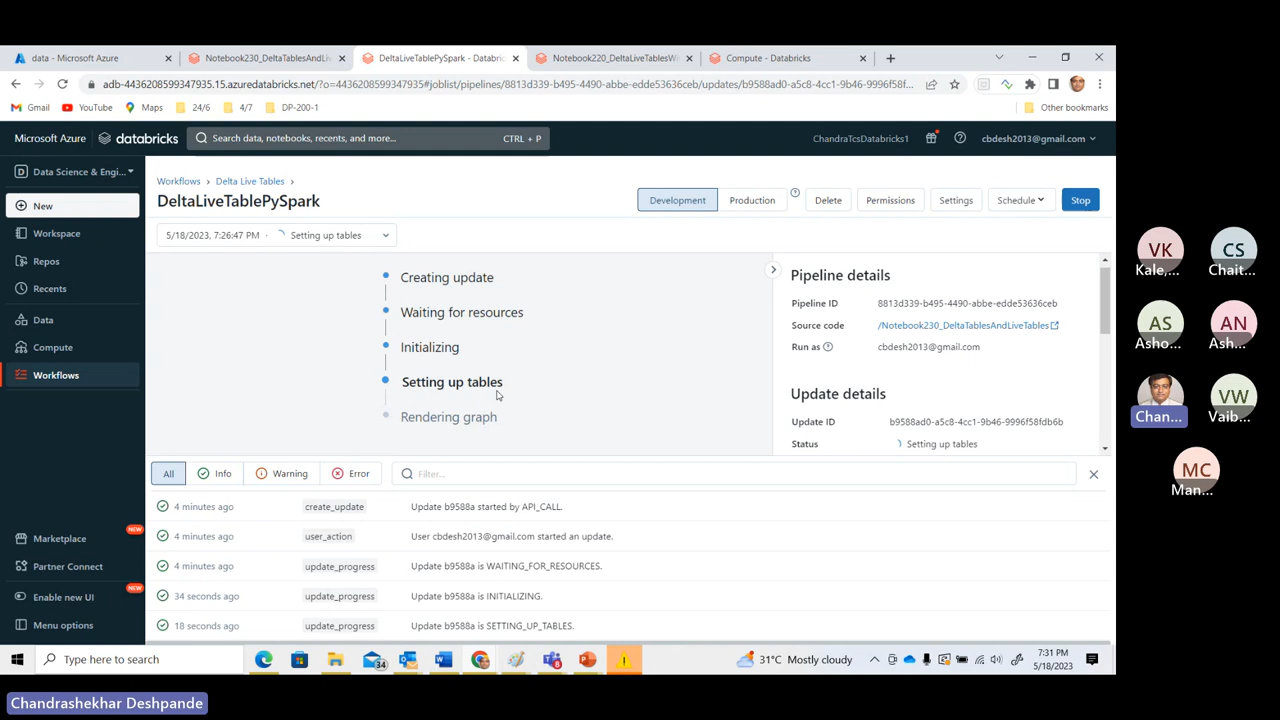 data - Microsoft Azure
Notebook230_DeltaTablesAndLiv
DeltaLiveTablePySpark - Databric
Notebook220_DeltaLiveTablesW
Compute - Databricks
adb-4436208599347935.15.azuredatabricks.net/?o=4436208599347935#joblist/pipelines/8813d339-b495-4490-abbe-edde53636ceb/updates/b9588ad0-a5c8-4cc1-9b46-9996f...
Gmail YouTube Maps 24/6 4/7 DP-200-1 Other bookmarks
Microsoft Azure databricks Search data, notebooks, recents, and more... CTRL + P ChandraTcsDatabricks1 cbdesh2013@gmail.com
D Data Science & Engi...
New
Workspace
Repos
Recents
Data
Compute
Workflows
Marketplace NEW
Partner Connect
Enable new UI NEW
Menu options
Workflows > Delta Live Tables >
DeltaLiveTablePySpark
Development Production ? Delete Permissions Settings Schedule Stop
5/18/2023, 7:26:47 PM · Setting up tables
Creating update
Waiting for resources
Initializing
Setting up tables
Rendering graph
Pipeline details
Pipeline ID 8813d339-b495-4490-abbe-edde53636ceb
Source code /Notebook230_DeltaTablesAndLiveTables
Run as cbdesh2013@gmail.com
Update details
Update ID b9588ad0-a5c8-4cc1-9b46-9996f58fdb6b
Status Setting up tables
All Info Warning Error Filter...
4 minutes ago create_update Update b9588a started by API_CALL.
4 minutes ago user_action User cbdesh2013@gmail.com started an update.
4 minutes ago update_progress Update b9588a is WAITING_FOR_RESOURCES.
34 seconds ago update_progress Update b9588a is INITIALIZING.
18 seconds ago update_progress Update b9588a is SETTING_UP_TABLES.
Type here to search
34
31°C Mostly cloudy
7:31 PM
5/18/2023
VK
Kale,...
CS
Chait...
AS
Asho...
AN
Ash...
Chan...
VW
Vaib...
MC
Man...
Chandrashekhar Deshpande